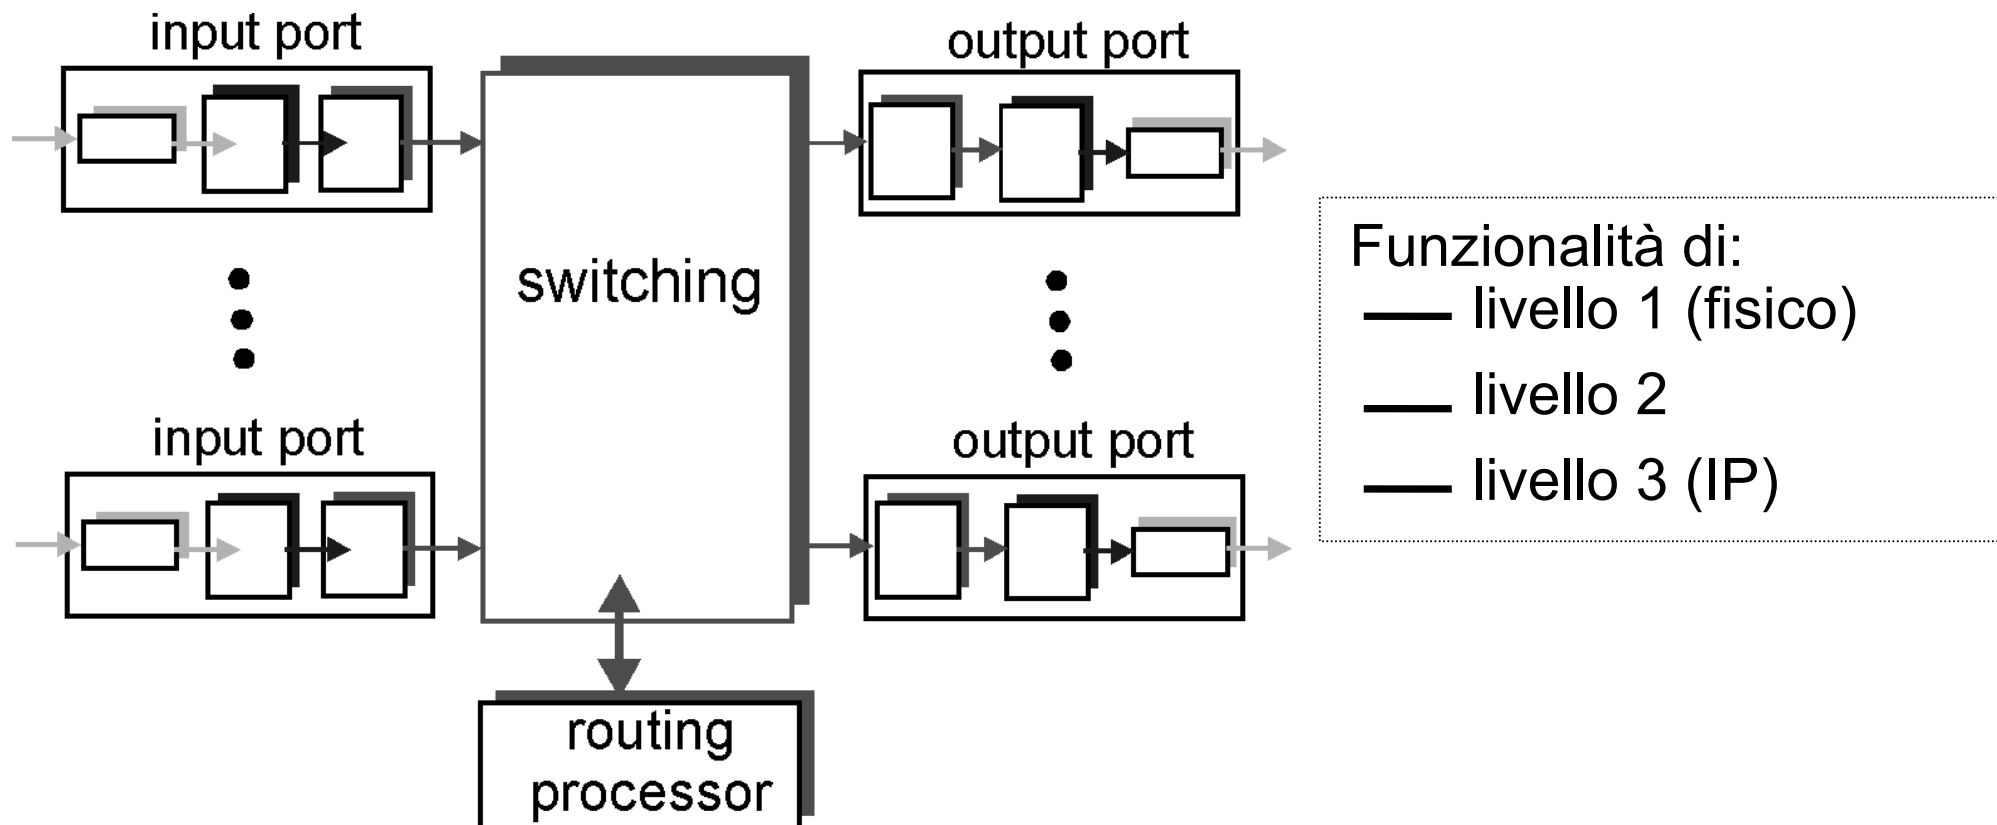 input port
output port
switching
input port
output port
routing
processor
Funzionalità di:
livello 1 (fisico)
livello 2
livello 3 (IP)